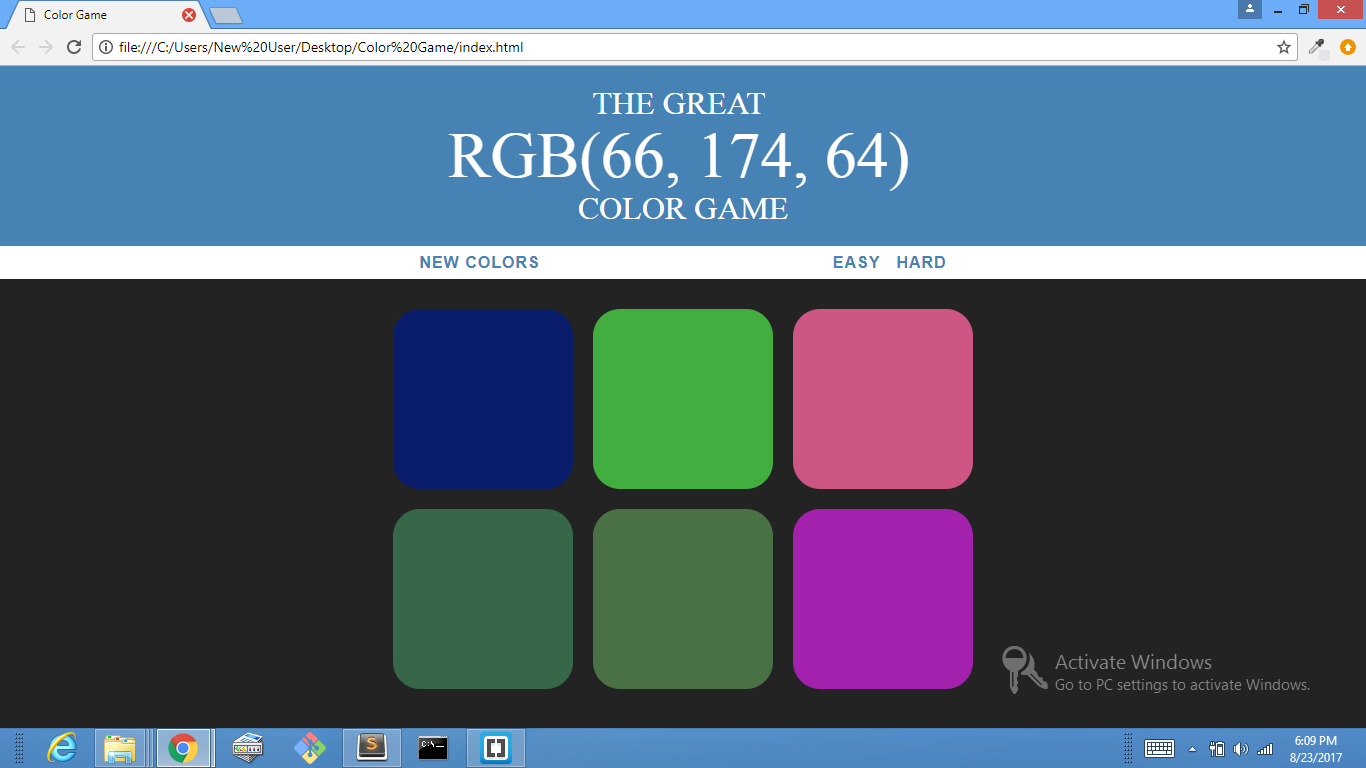 Color Game
file:///C:/Users/New%20User/Desktop/Color%20Game/index.html
THE GREAT
RGB(66, 174, 64)
COLOR GAME
NEW COLORS EASY HARD
Activate Windows
Go to PC settings to activate Windows.
6:09 PM
8/23/2017